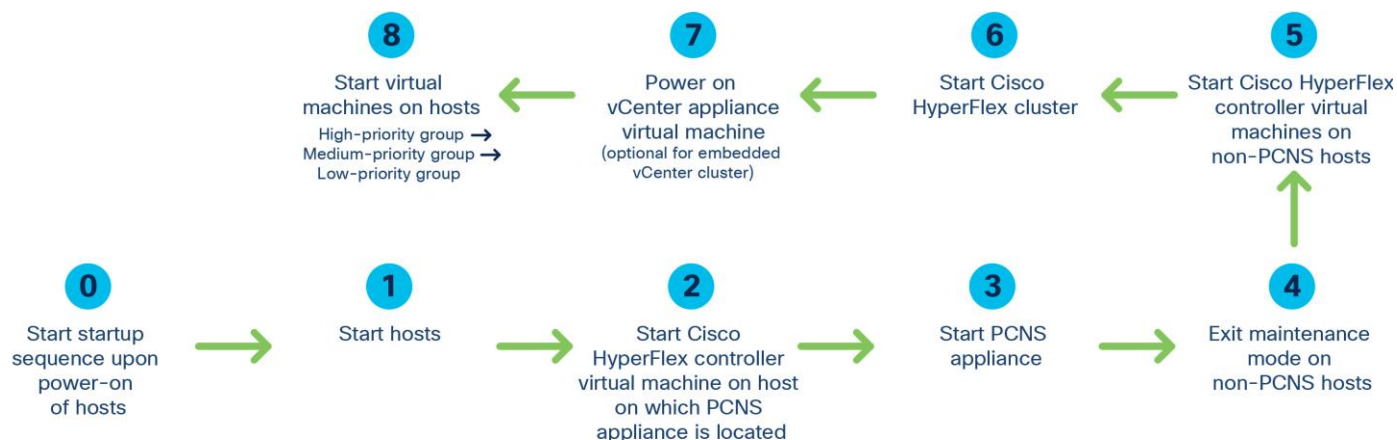 0
Start startup
sequence upon
power-on
of hosts
1
Start hosts
2
Start Cisco
HyperFlex controller
virtual machine on host
on which PCNS
appliance is located
3
Start PCNS
appliance
4
Exit maintenance
mode on
non-PCNS hosts
5
Start Cisco HyperFlex
controller virtual
machines on
non-PCNS hosts
6
Start Cisco
HyperFlex cluster
7
Power on
vCenter appliance
virtual machine
(optional for embedded
vCenter cluster)
8
Start virtual
machines on hosts
High-priority group →
Medium-priority group →
Low-priority group